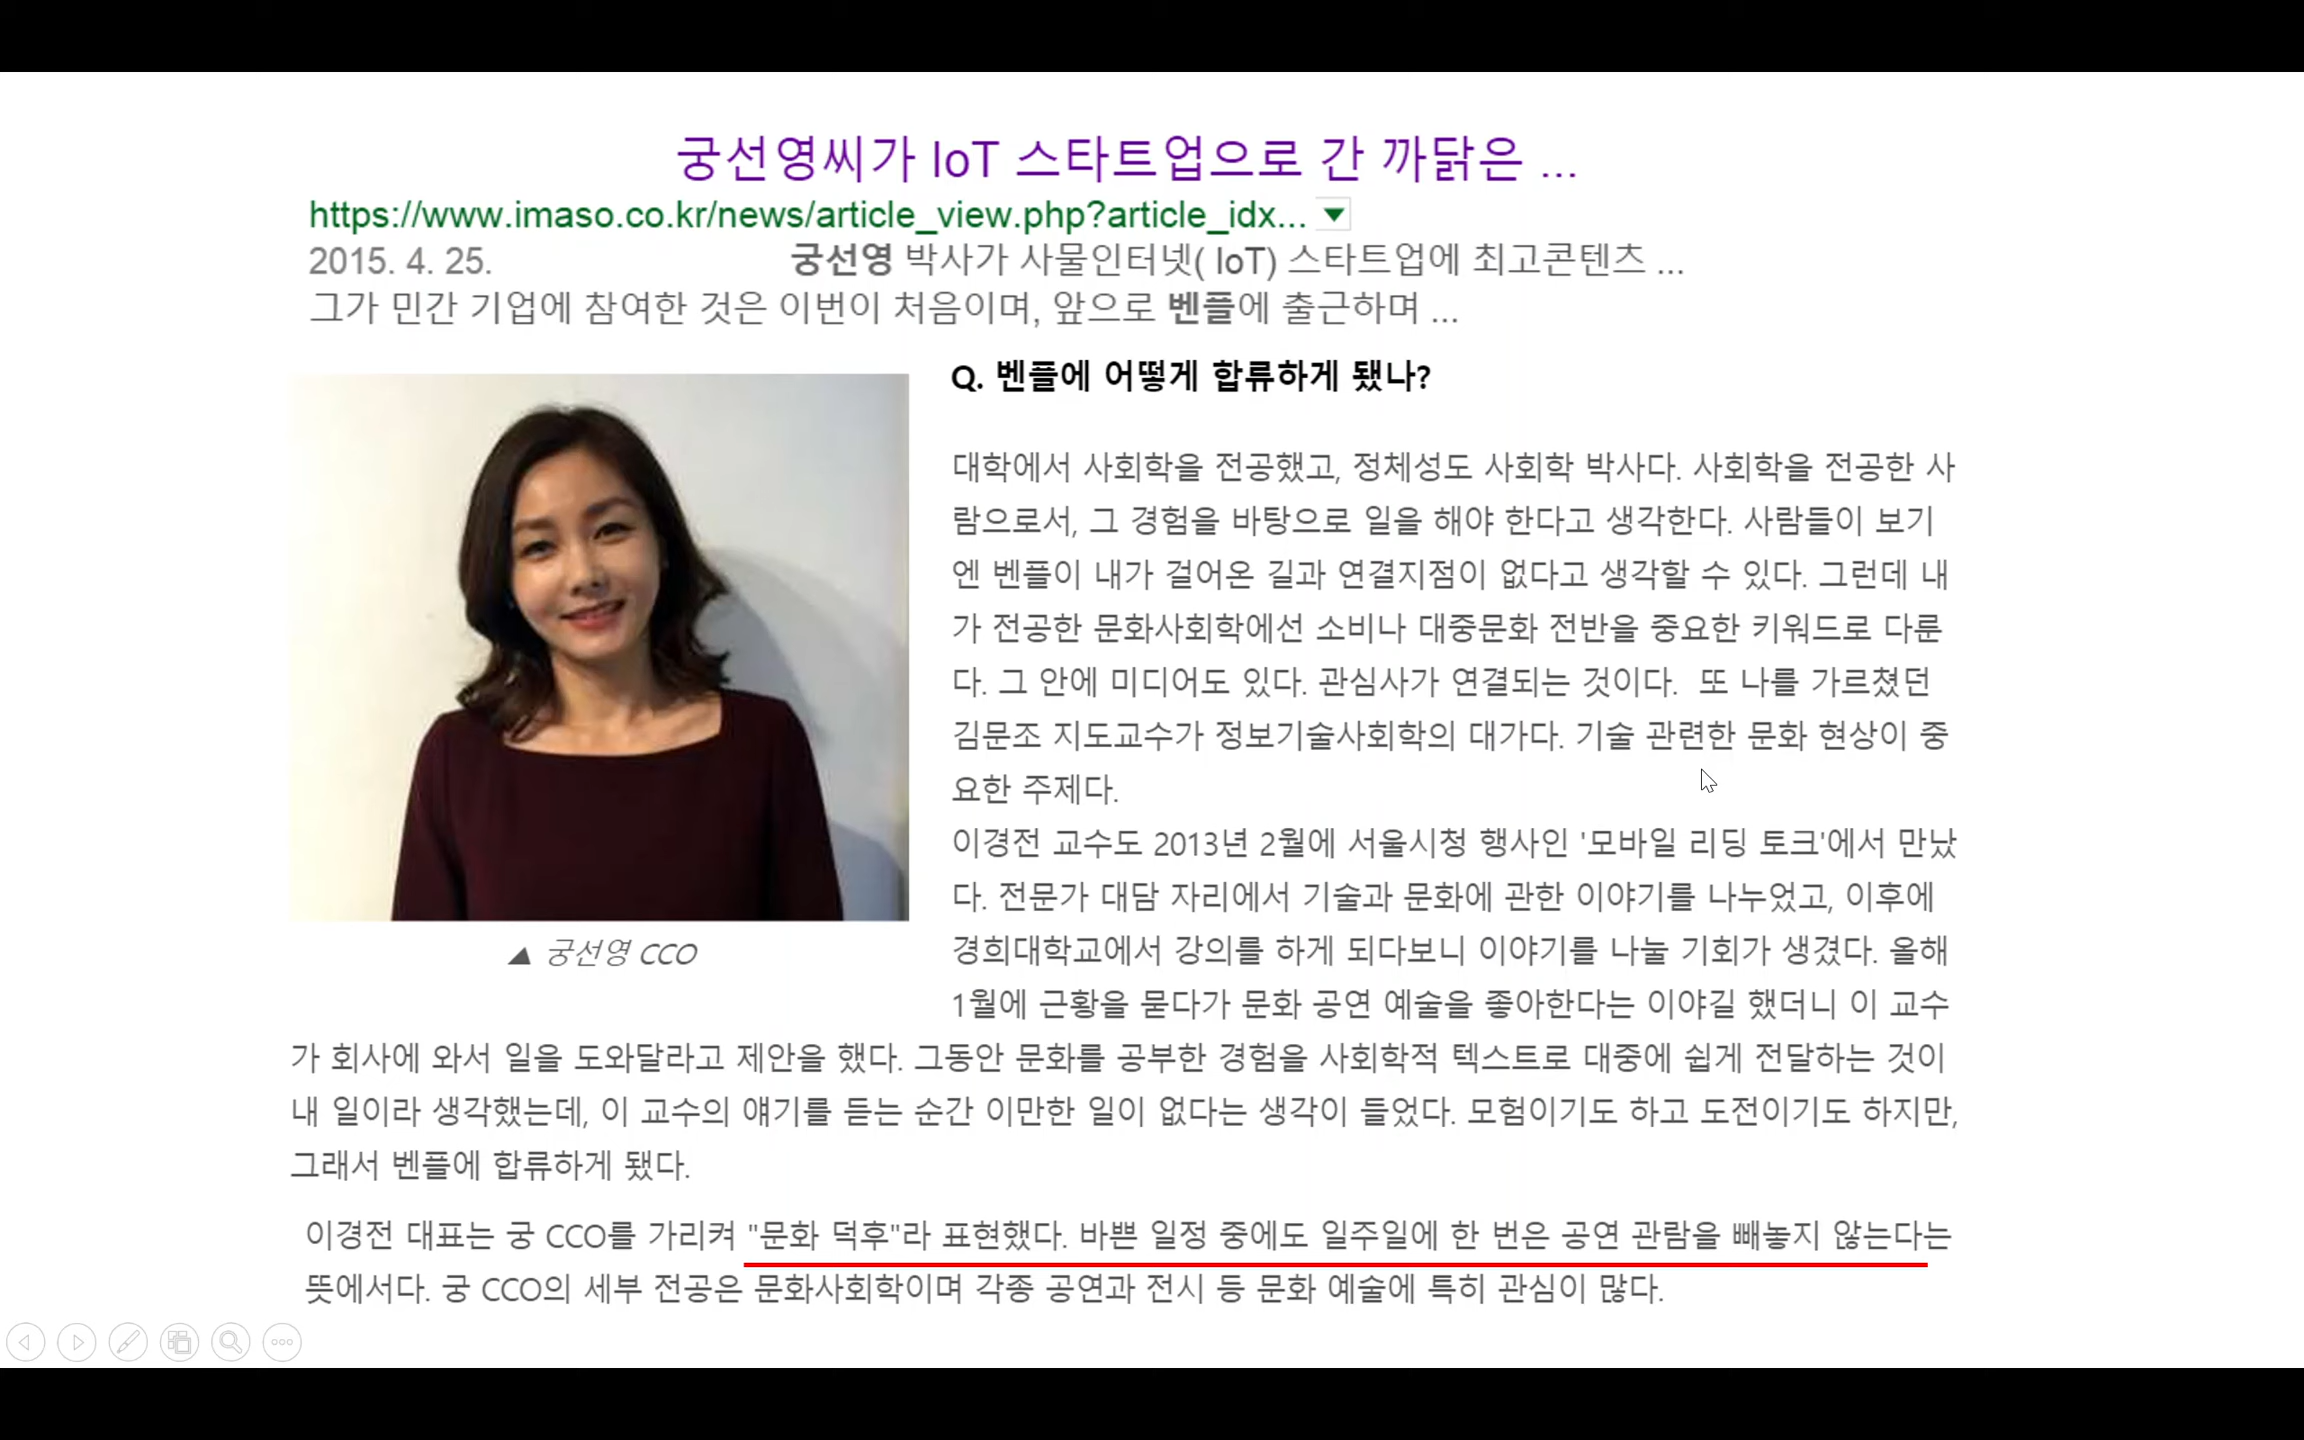 궁선영씨가 IoT 스타트업으로 간 까닭은 ...
https://www.imaso.co.kr/news/article_view.php?article_idx... ▼
2015. 4. 25. 궁선영 박사가 사물인터넷( IoT) 스타트업에 최고콘텐츠 ...
그가 민간 기업에 참여한 것은 이번이 처음이며, 앞으로 벤플에 출근하며 ...
Q. 벤플에 어떻게 합류하게 됐나?
대학에서 사회학을 전공했고, 정체성도 사회학 박사다. 사회학을 전공한 사
람으로서, 그 경험을 바탕으로 일을 해야 한다고 생각한다. 사람들이 보기
엔 벤플이 내가 걸어온 길과 연결지점이 없다고 생각할 수 있다. 그런데 내
가 전공한 문화사회학에선 소비나 대중문화 전반을 중요한 키워드로 다룬
다. 그 안에 미디어도 있다. 관심사가 연결되는 것이다. 또 나를 가르쳤던
김문조 지도교수가 정보기술사회학의 대가다. 기술 관련한 문화 현상이 중
요한 주제다.
이경전 교수도 2013년 2월에 서울시청 행사인 '모바일 리딩 토크'에서 만났
다. 전문가 대담 자리에서 기술과 문화에 관한 이야기를 나누었고, 이후에
경희대학교에서 강의를 하게 되다보니 이야기를 나눌 기회가 생겼다. 올해
1월에 근황을 묻다가 문화 공연 예술을 좋아한다는 이야길 했더니 이 교수
가 회사에 와서 일을 도와달라고 제안을 했다. 그동안 문화를 공부한 경험을 사회학적 텍스트로 대중에 쉽게 전달하는 것이
내 일이라 생각했는데, 이 교수의 얘기를 듣는 순간 이만한 일이 없다는 생각이 들었다. 모험이기도 하고 도전이기도 하지만,
그래서 벤플에 합류하게 됐다.
▲ 궁선영 CCO
이경전 대표는 궁 CCO를 가리켜 "문화 덕후"라 표현했다. 바쁜 일정 중에도 일주일에 한 번은 공연 관람을 빼놓지 않는다는
뜻에서다. 궁 CCO의 세부 전공은 문화사회학이며 각종 공연과 전시 등 문화 예술에 특히 관심이 많다.